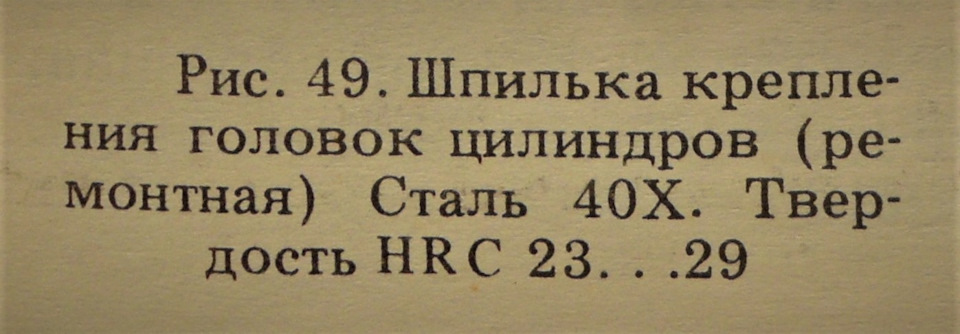 Рис. 49. Шпилька крепле-
ния головок цилиндров (ре-
монтная) Сталь 40Х. Твер-
дость HRC 23. . .29